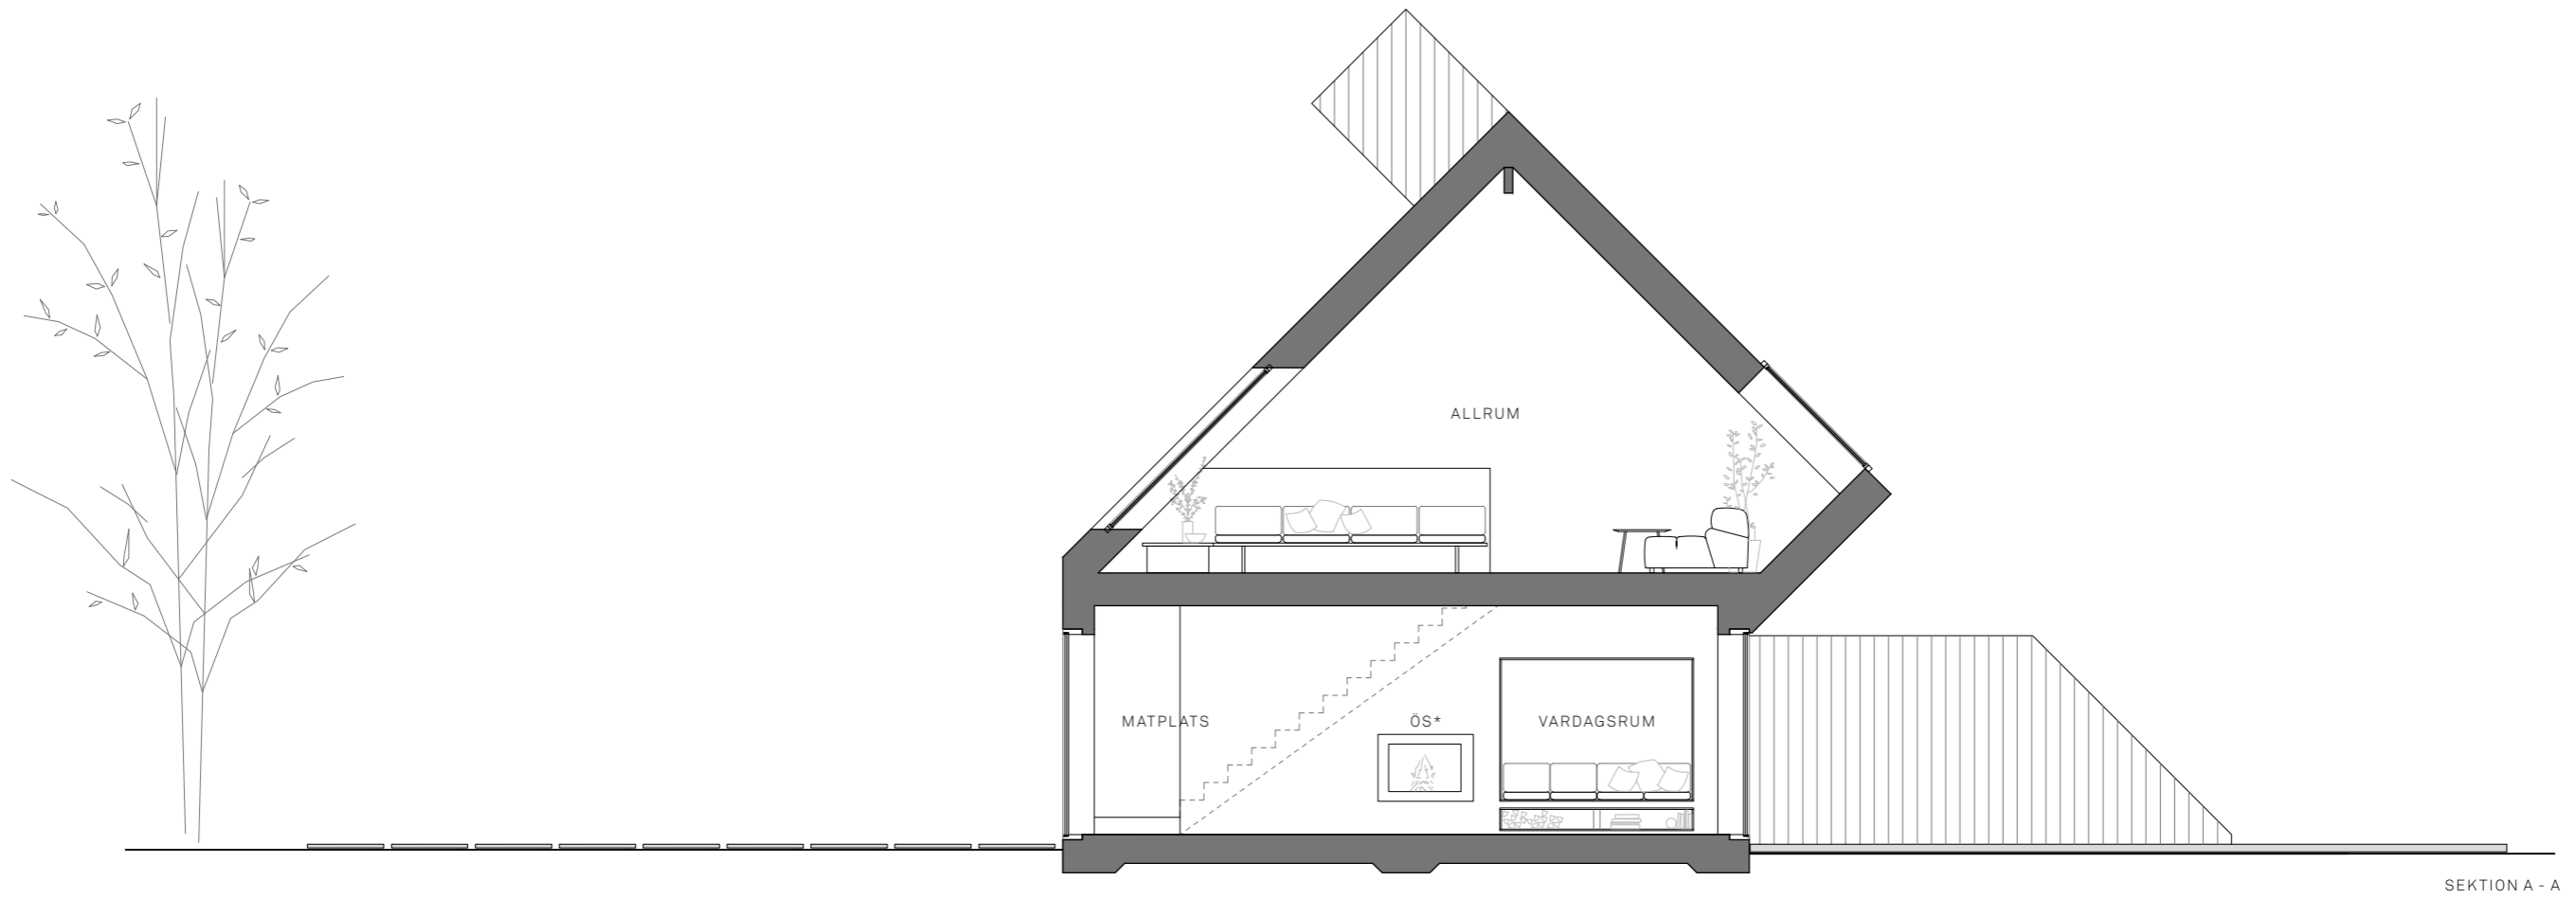 ALLRUM
MATPLATS
ÖS*
VARDAGSRUM
SEKTION A - A